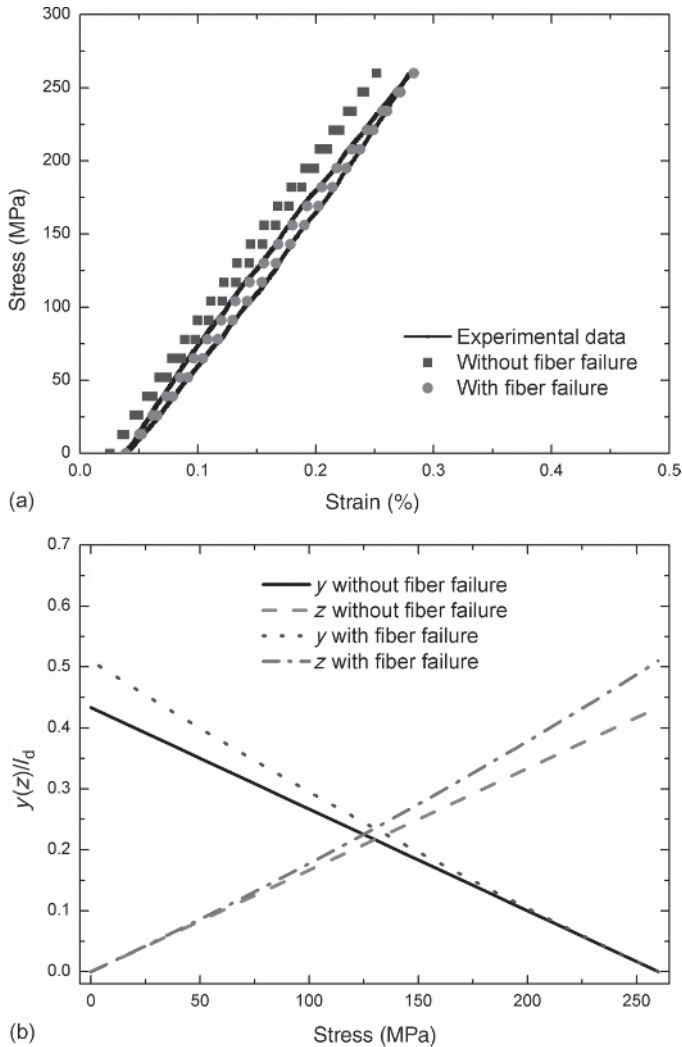 300
250
200
150
100
50
0
Stress (MPa)
Experimental data
Without fiber failure
With fiber failure
0.0 0.1 0.2 0.3 0.4 0.5
(a) Strain (%)
0.7
0.6
0.5
0.4
0.3
0.2
0.1
0.0
y(z)/l_d
y without fiber failure
z without fiber failure
y with fiber failure
z with fiber failure
0 50 100 150 200 250
(b) Stress (MPa)